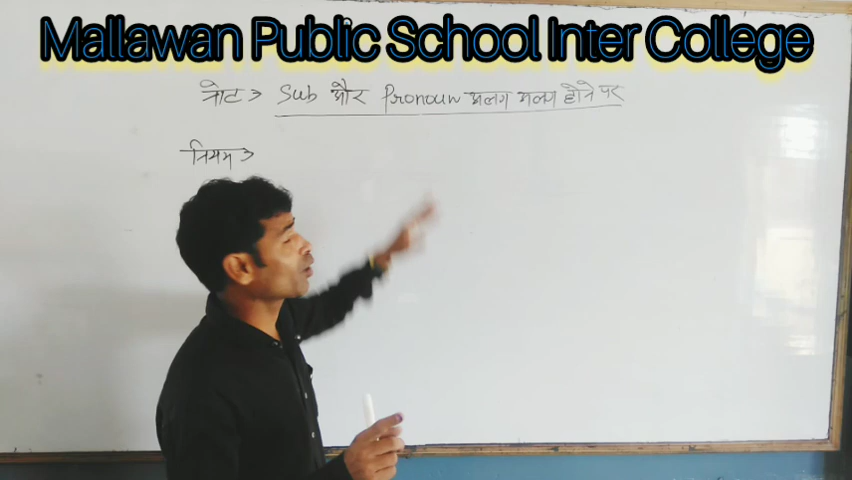 Mallawan Public School Inter College
नोट → Sub और Pronoun अलग अलग होने पर
नियम →